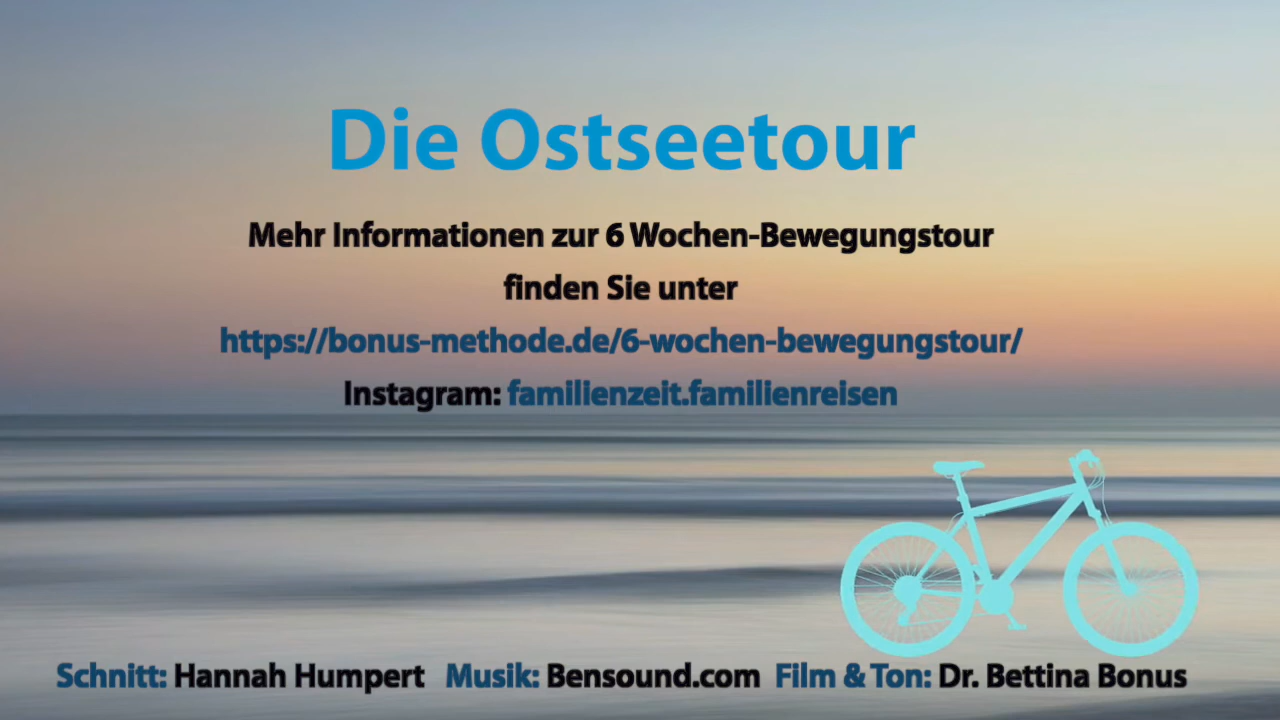 Die Ostseetour
Mehr Informationen zur 6 Wochen-Bewegungstour
finden Sie unter
https://bonus-methode.de/6-wochen-bewegungstour/
Instagram: familienzeit.familienreisen
Schnitt: Hannah Humpert Musik: Bensound.com Film & Ton: Dr. Bettina Bonus